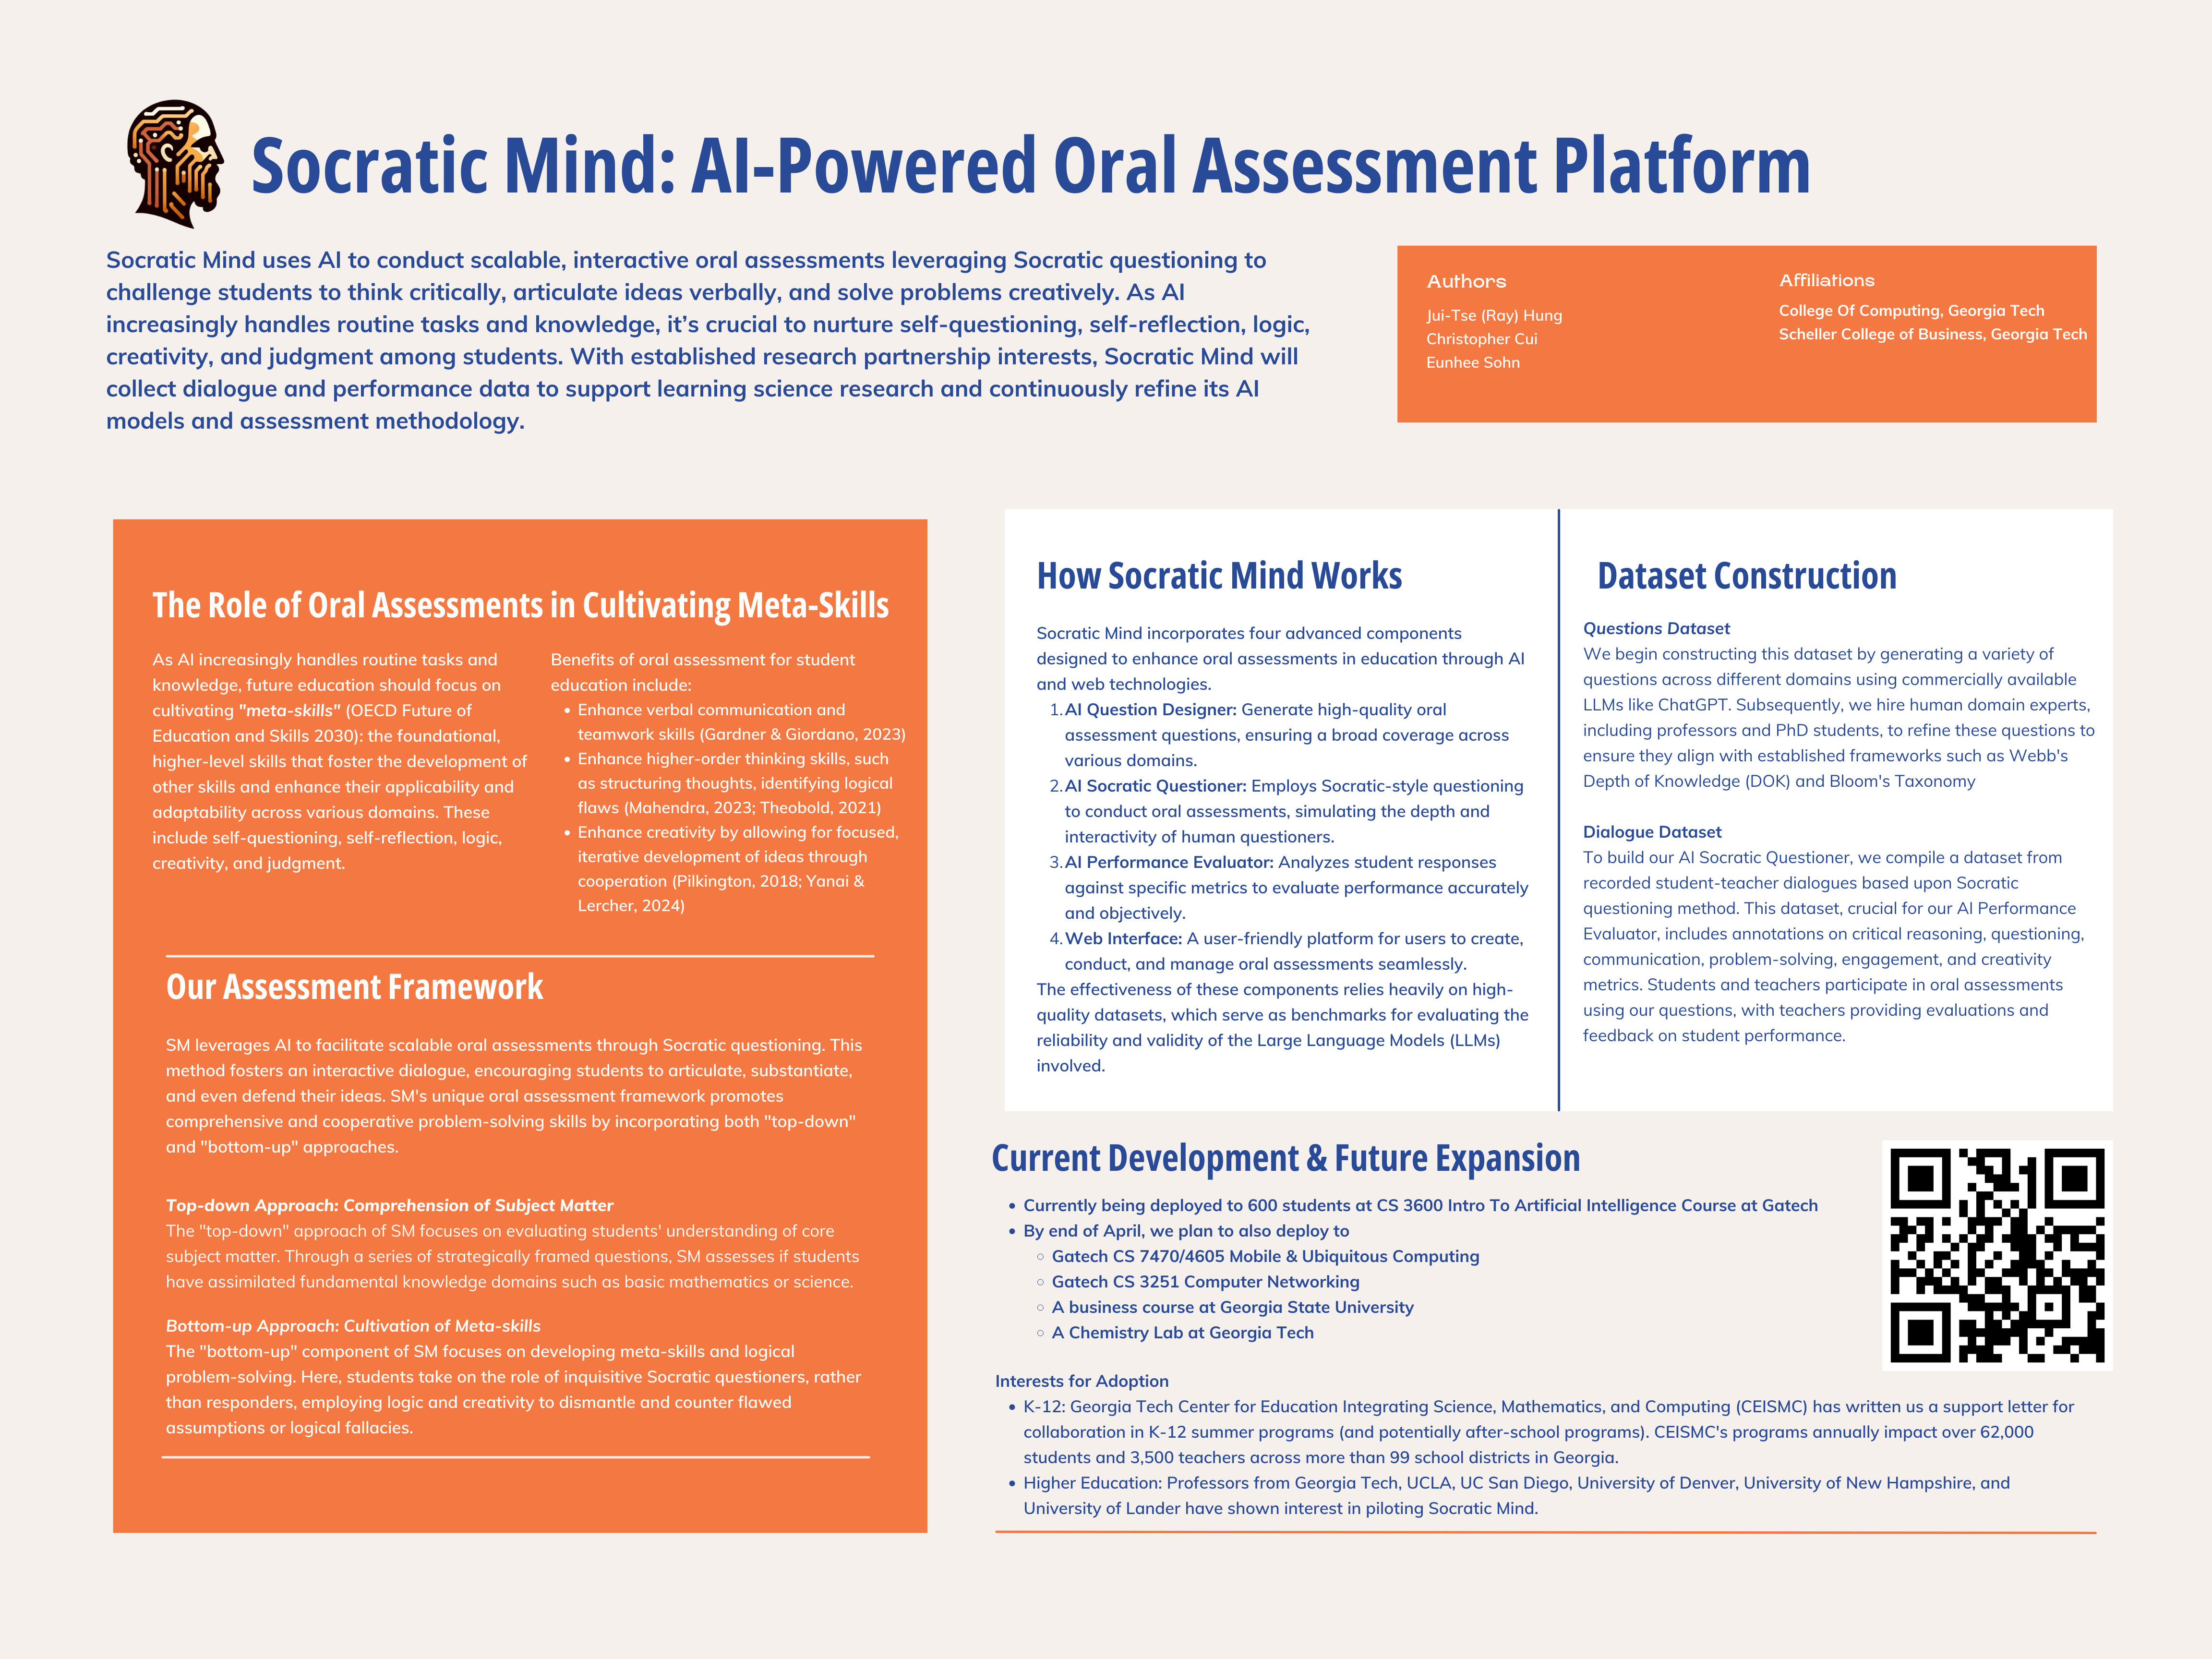 Socratic Mind: AI-Powered Oral Assessment Platform
Socratic Mind uses AI to conduct scalable, interactive oral assessments leveraging Socratic questioning to
challenge students to think critically, articulate ideas verbally, and solve problems creatively. As AI
increasingly handles routine tasks and knowledge, it’s crucial to nurture self-questioning, self-reflection, logic,
creativity, and judgment among students. With established research partnership interests, Socratic Mind will
collect dialogue and performance data to support learning science research and continuously refine its AI
models and assessment methodology.
Authors
Jui-Tse (Ray) Hung
Christopher Cui
Eunhee Sohn
Affiliations
College Of Computing, Georgia Tech
Scheller College of Business, Georgia Tech
The Role of Oral Assessments in Cultivating Meta-Skills
As AI increasingly handles routine tasks and
knowledge, future education should focus on
cultivating "meta-skills" (OECD Future of
Education and Skills 2030): the foundational,
higher-level skills that foster the development of
other skills and enhance their applicability and
adaptability across various domains. These
include self-questioning, self-reflection, logic,
creativity, and judgment.
Benefits of oral assessment for student
education include:
• Enhance verbal communication and
teamwork skills (Gardner & Giordano, 2023)
• Enhance higher-order thinking skills, such
as structuring thoughts, identifying logical
flaws (Mahendra, 2023; Theobold, 2021)
• Enhance creativity by allowing for focused,
iterative development of ideas through
cooperation (Pilkington, 2018; Yanai &
Lercher, 2024)
Our Assessment Framework
SM leverages AI to facilitate scalable oral assessments through Socratic questioning. This
method fosters an interactive dialogue, encouraging students to articulate, substantiate,
and even defend their ideas. SM's unique oral assessment framework promotes
comprehensive and cooperative problem-solving skills by incorporating both "top-down"
and "bottom-up" approaches.
Top-down Approach: Comprehension of Subject Matter
The "top-down" approach of SM focuses on evaluating students' understanding of core
subject matter. Through a series of strategically framed questions, SM assesses if students
have assimilated fundamental knowledge domains such as basic mathematics or science.
Bottom-up Approach: Cultivation of Meta-skills
The "bottom-up" component of SM focuses on developing meta-skills and logical
problem-solving. Here, students take on the role of inquisitive Socratic questioners, rather
than responders, employing logic and creativity to dismantle and counter flawed
assumptions or logical fallacies.
How Socratic Mind Works
Socratic Mind incorporates four advanced components
designed to enhance oral assessments in education through AI
and web technologies.
1. AI Question Designer: Generate high-quality oral
assessment questions, ensuring a broad coverage across
various domains.
2. AI Socratic Questioner: Employs Socratic-style questioning
to conduct oral assessments, simulating the depth and
interactivity of human questioners.
3. AI Performance Evaluator: Analyzes student responses
against specific metrics to evaluate performance accurately
and objectively.
4. Web Interface: A user-friendly platform for users to create,
conduct, and manage oral assessments seamlessly.
The effectiveness of these components relies heavily on high-
quality datasets, which serve as benchmarks for evaluating the
reliability and validity of the Large Language Models (LLMs)
involved.
Dataset Construction
Questions Dataset
We begin constructing this dataset by generating a variety of
questions across different domains using commercially available
LLMs like ChatGPT. Subsequently, we hire human domain experts,
including professors and PhD students, to refine these questions to
ensure they align with established frameworks such as Webb's
Depth of Knowledge (DOK) and Bloom's Taxonomy
Dialogue Dataset
To build our AI Socratic Questioner, we compile a dataset from
recorded student-teacher dialogues based upon Socratic
questioning method. This dataset, crucial for our AI Performance
Evaluator, includes annotations on critical reasoning, questioning,
communication, problem-solving, engagement, and creativity
metrics. Students and teachers participate in oral assessments
using our questions, with teachers providing evaluations and
feedback on student performance.
Current Development & Future Expansion
• Currently being deployed to 600 students at CS 3600 Intro To Artificial Intelligence Course at Gatech
• By end of April, we plan to also deploy to
○ Gatech CS 7470/4605 Mobile & Ubiquitous Computing
○ Gatech CS 3251 Computer Networking
○ A business course at Georgia State University
○ A Chemistry Lab at Georgia Tech
Interests for Adoption
• K-12: Georgia Tech Center for Education Integrating Science, Mathematics, and Computing (CEISMC) has written us a support letter for
collaboration in K-12 summer programs (and potentially after-school programs). CEISMC's programs annually impact over 62,000
students and 3,500 teachers across more than 99 school districts in Georgia.
• Higher Education: Professors from Georgia Tech, UCLA, UC San Diego, University of Denver, University of New Hampshire, and
University of Lander have shown interest in piloting Socratic Mind.